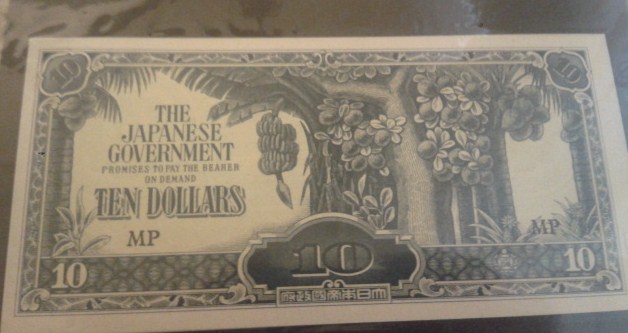 10
10
THE
JAPANESE
GOVERNMENT
PROMISES TO PAY THE BEARER
ON DEMAND
TEN DOLLARS
MP
MP
10
10
10
大日本帝國政府